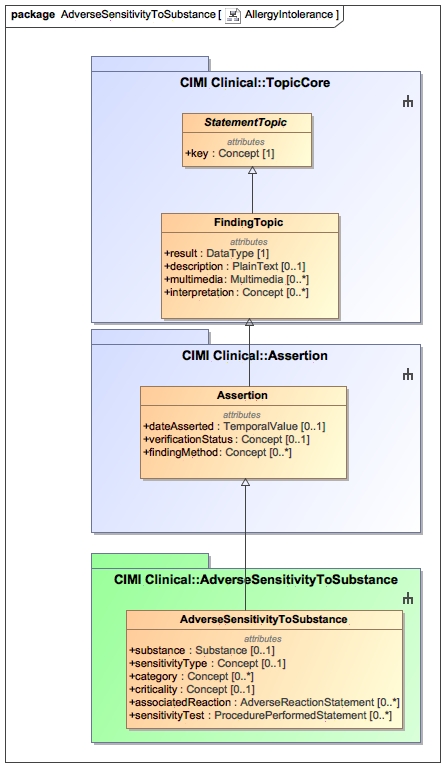 package AdverseSensitivityToSubstance [ AllergyIntolerance ]
CIMI Clinical::TopicCore
StatementTopic
attributes
+key : Concept [1]
FindingTopic
attributes
+result : DataType [1]
+description : PlainText [0..1]
+multimedia : Multimedia [0..*]
+interpretation : Concept [0..*]
CIMI Clinical::Assertion
Assertion
attributes
+dateAsserted : TemporalValue [0..1]
+verificationStatus : Concept [0..1]
+findingMethod : Concept [0..*]
CIMI Clinical::AdverseSensitivityToSubstance
AdverseSensitivityToSubstance
attributes
+substance : Substance [0..1]
+sensitivityType : Concept [0..1]
+category : Concept [0..*]
+criticality : Concept [0..1]
+associatedReaction : AdverseReactionStatement [0..*]
+sensitivityTest : ProcedurePerformedStatement [0..*]